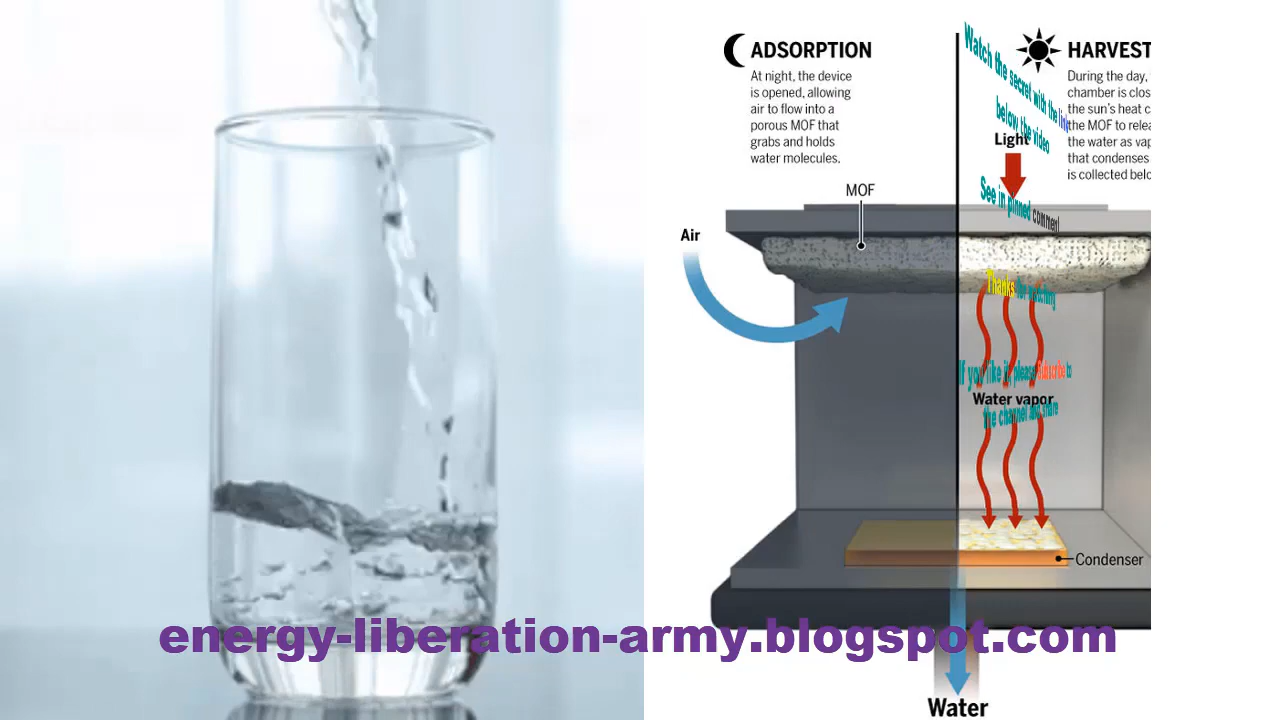 ADSORPTION
At night, the device
is opened, allowing
air to flow into a
porous MOF that
grabs and holds
water molecules.
HARVEST
During the day,
chamber is clos
the sun's heat c
the MOF to relea
the water as vap
that condenses
is collected belo
Watch the secret with the link
below the video
Light
See in pinned comment
MOF
Air
Thanks for watching
If you like it, please Subscribe to
Water vapor
the channel and share
Condenser
energy-liberation-army.blogspot.com
Water